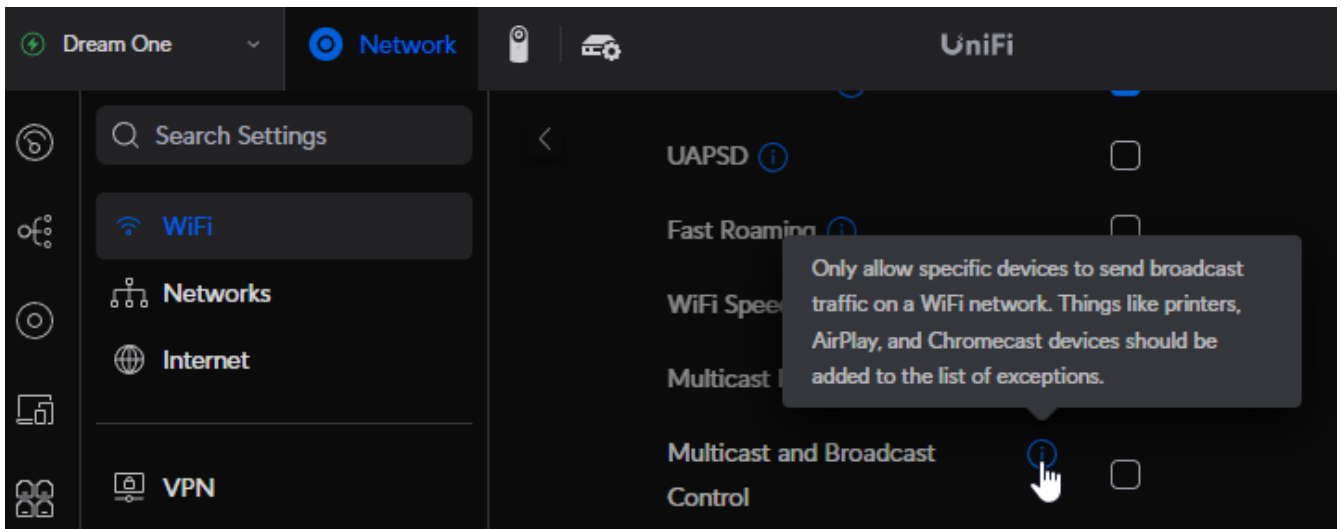 Dream One
Network
UniFi
Search Settings
WiFi
Networks
Internet
VPN
UAPSD
Fast Roaming
WiFi
Multicast
Multicast and Broadcast
Control
Only allow specific devices to send broadcast
traffic on a WiFi network. Things like printers,
AirPlay, and Chromecast devices should be
added to the list of exceptions.